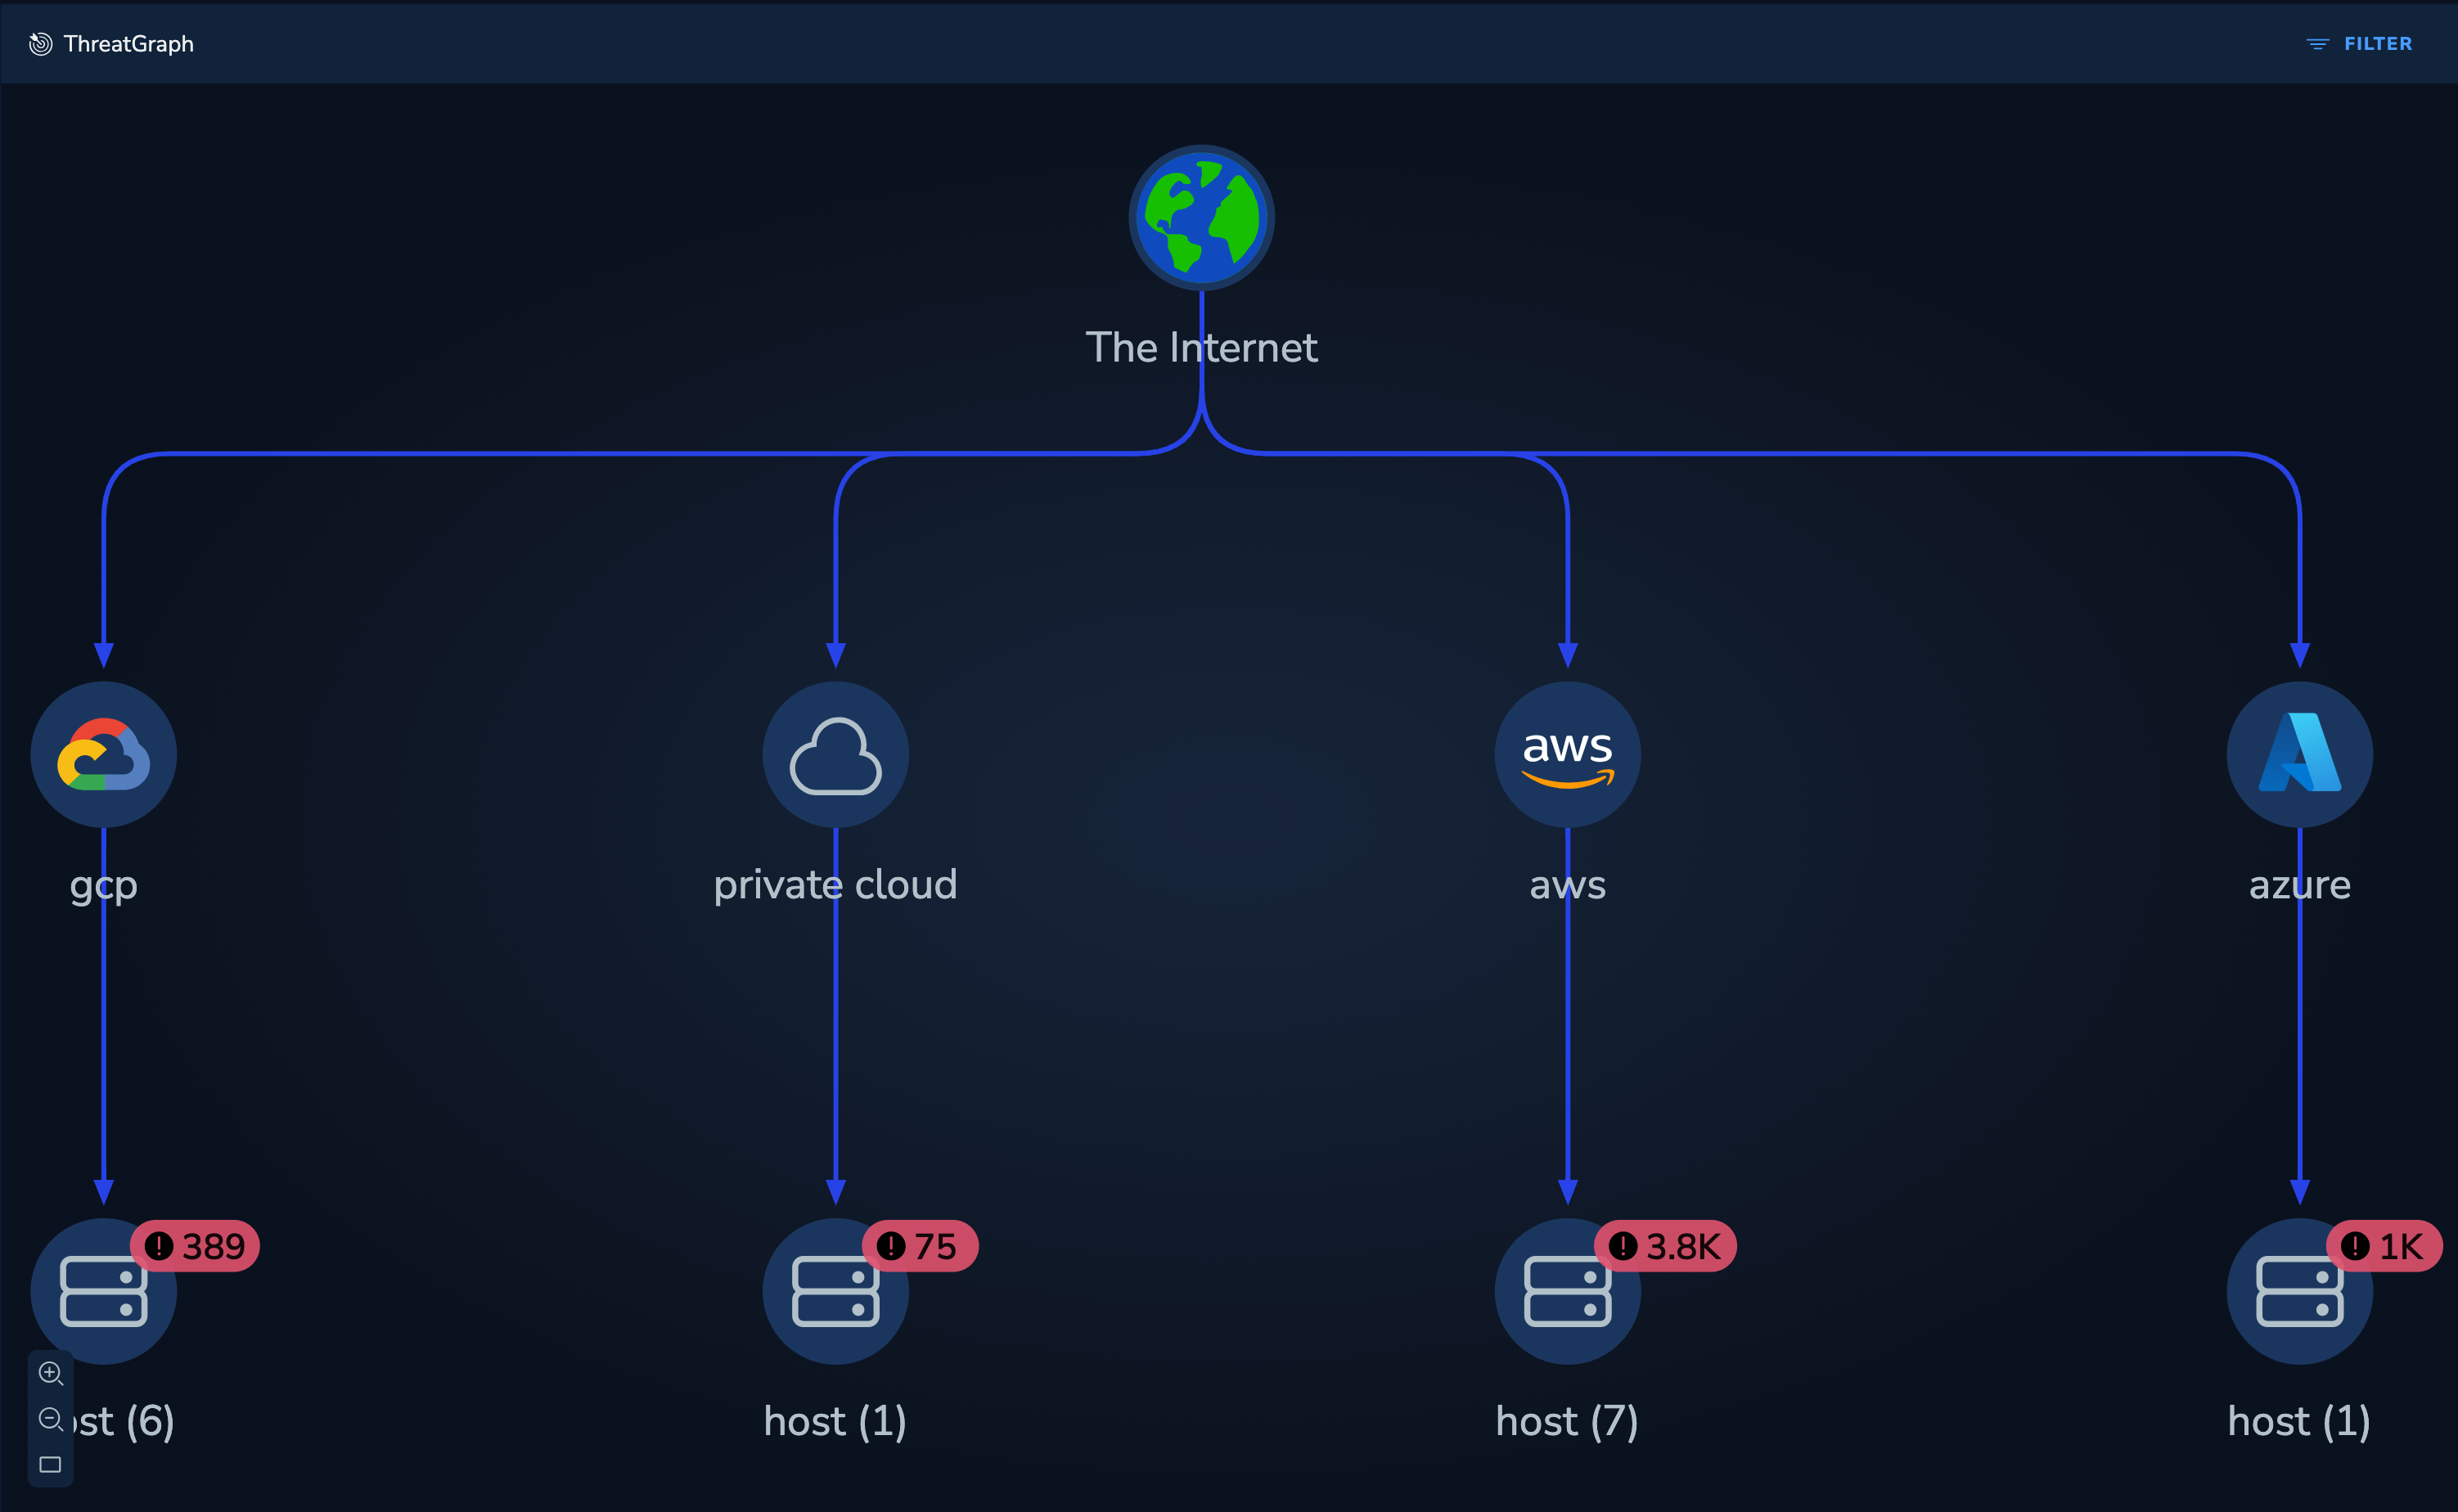 ThreatGraph
FILTER
The Internet
aws
gcp
private cloud
aws
azure
389
75
3.8K
1K
st (6)
host (1)
host (7)
host (1)